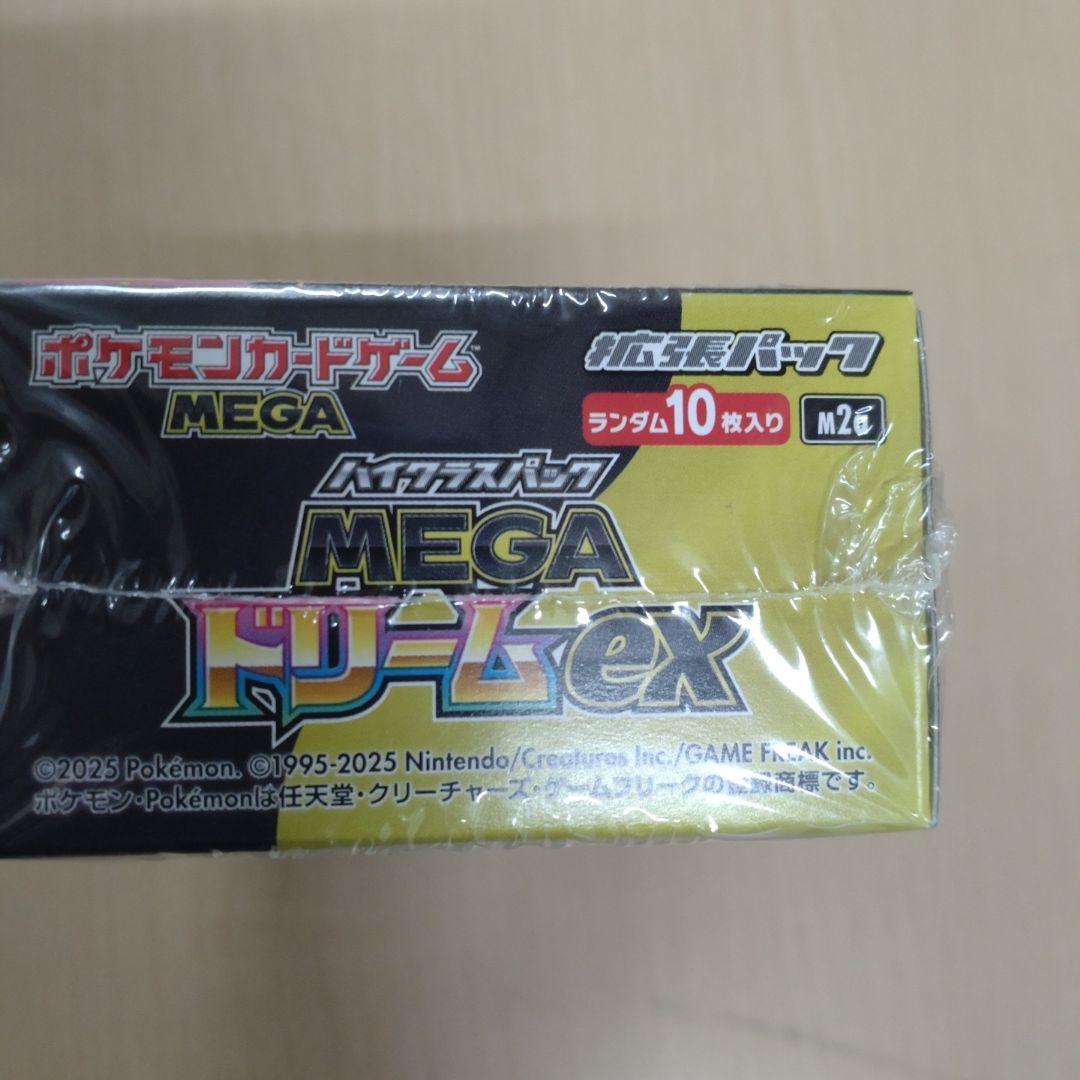 ポケモンカードゲーム™
MEGA
拡張パック
ランダム10枚入り
M2a
ハイクラスパック
MEGA
ドリームex
©2025 Pokémon. ©1995-2025 Nintendo/Creatures Inc./GAME FREAK inc.
ポケモン・Pokémonは任天堂・クリーチャーズ・ゲームフリークの登録商標です。